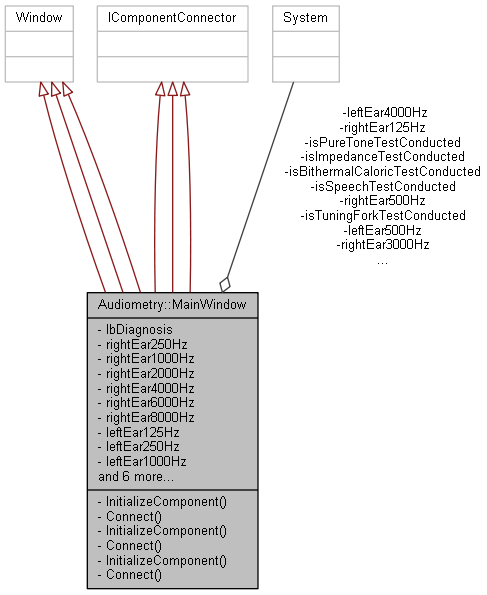 Window
IComponentConnector
System
-leftEar4000Hz
-rightEar125Hz
-isPureToneTestConducted
-isImpedanceTestConducted
-isBithermalCaloricTestConducted
-isSpeechTestConducted
-rightEar500Hz
-isTuningForkTestConducted
-leftEar500Hz
-rightEar3000Hz
...
Audiometry::MainWindow
- lbDiagnosis
- rightEar250Hz
- rightEar1000Hz
- rightEar2000Hz
- rightEar4000Hz
- rightEar6000Hz
- rightEar8000Hz
- leftEar125Hz
- leftEar250Hz
- leftEar1000Hz
and 6 more...
- InitializeComponent()
- Connect()
- InitializeComponent()
- Connect()
- InitializeComponent()
- Connect()